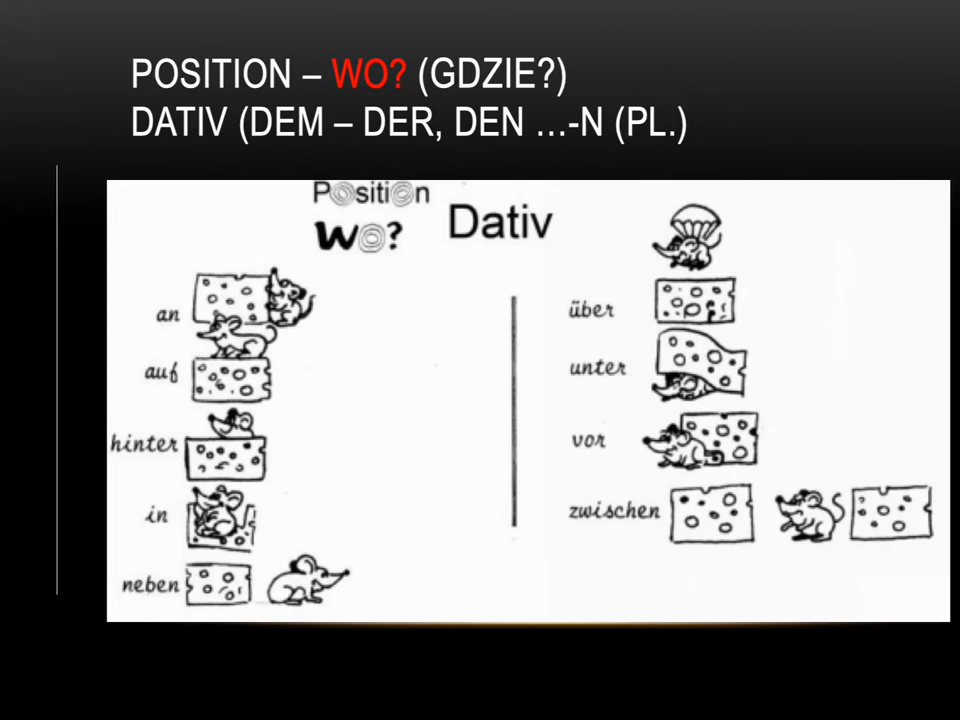 POSITION – WO? (GDZIE?)
DATIV (DEM – DER, DEN …-N (PL.)
Position
wo?
Dativ
an
auf
hinter
in
neben
über
unter
vor
zwischen